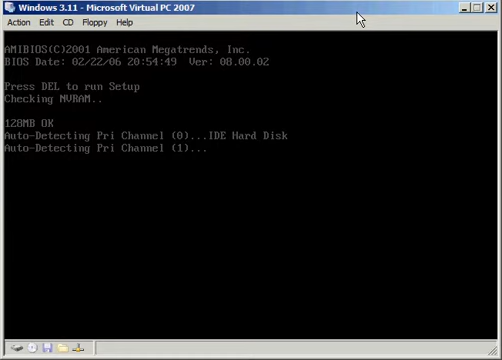 Windows 3.11 - Microsoft Virtual PC 2007
Action Edit CD Floppy Help
AMIBIOS(C)2001 American Megatrends, Inc.
BIOS Date: 02/22/06 20:54:49 Ver: 08.00.02
Press DEL to run Setup
Checking NVRAM..
128MB OK
Auto-Detecting Pri Channel (0)...IDE Hard Disk
Auto-Detecting Pri Channel (1)...